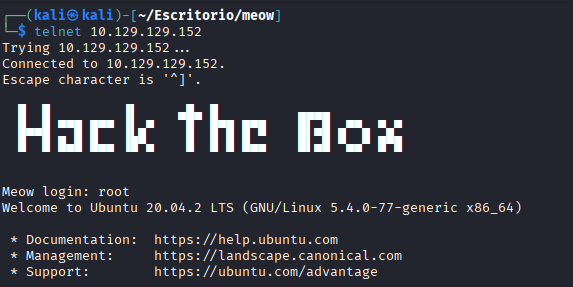 ┌──(kali㉿kali)-[~/Escritorio/meow]
└─$ telnet 10.129.129.152
Trying 10.129.129.152...
Connected to 10.129.129.152.
Escape character is '^]'.
Hack the Box
Meow login: root
Welcome to Ubuntu 20.04.2 LTS (GNU/Linux 5.4.0-77-generic x86_64)
* Documentation:  https://help.ubuntu.com
* Management:     https://landscape.canonical.com
* Support:        https://ubuntu.com/advantage